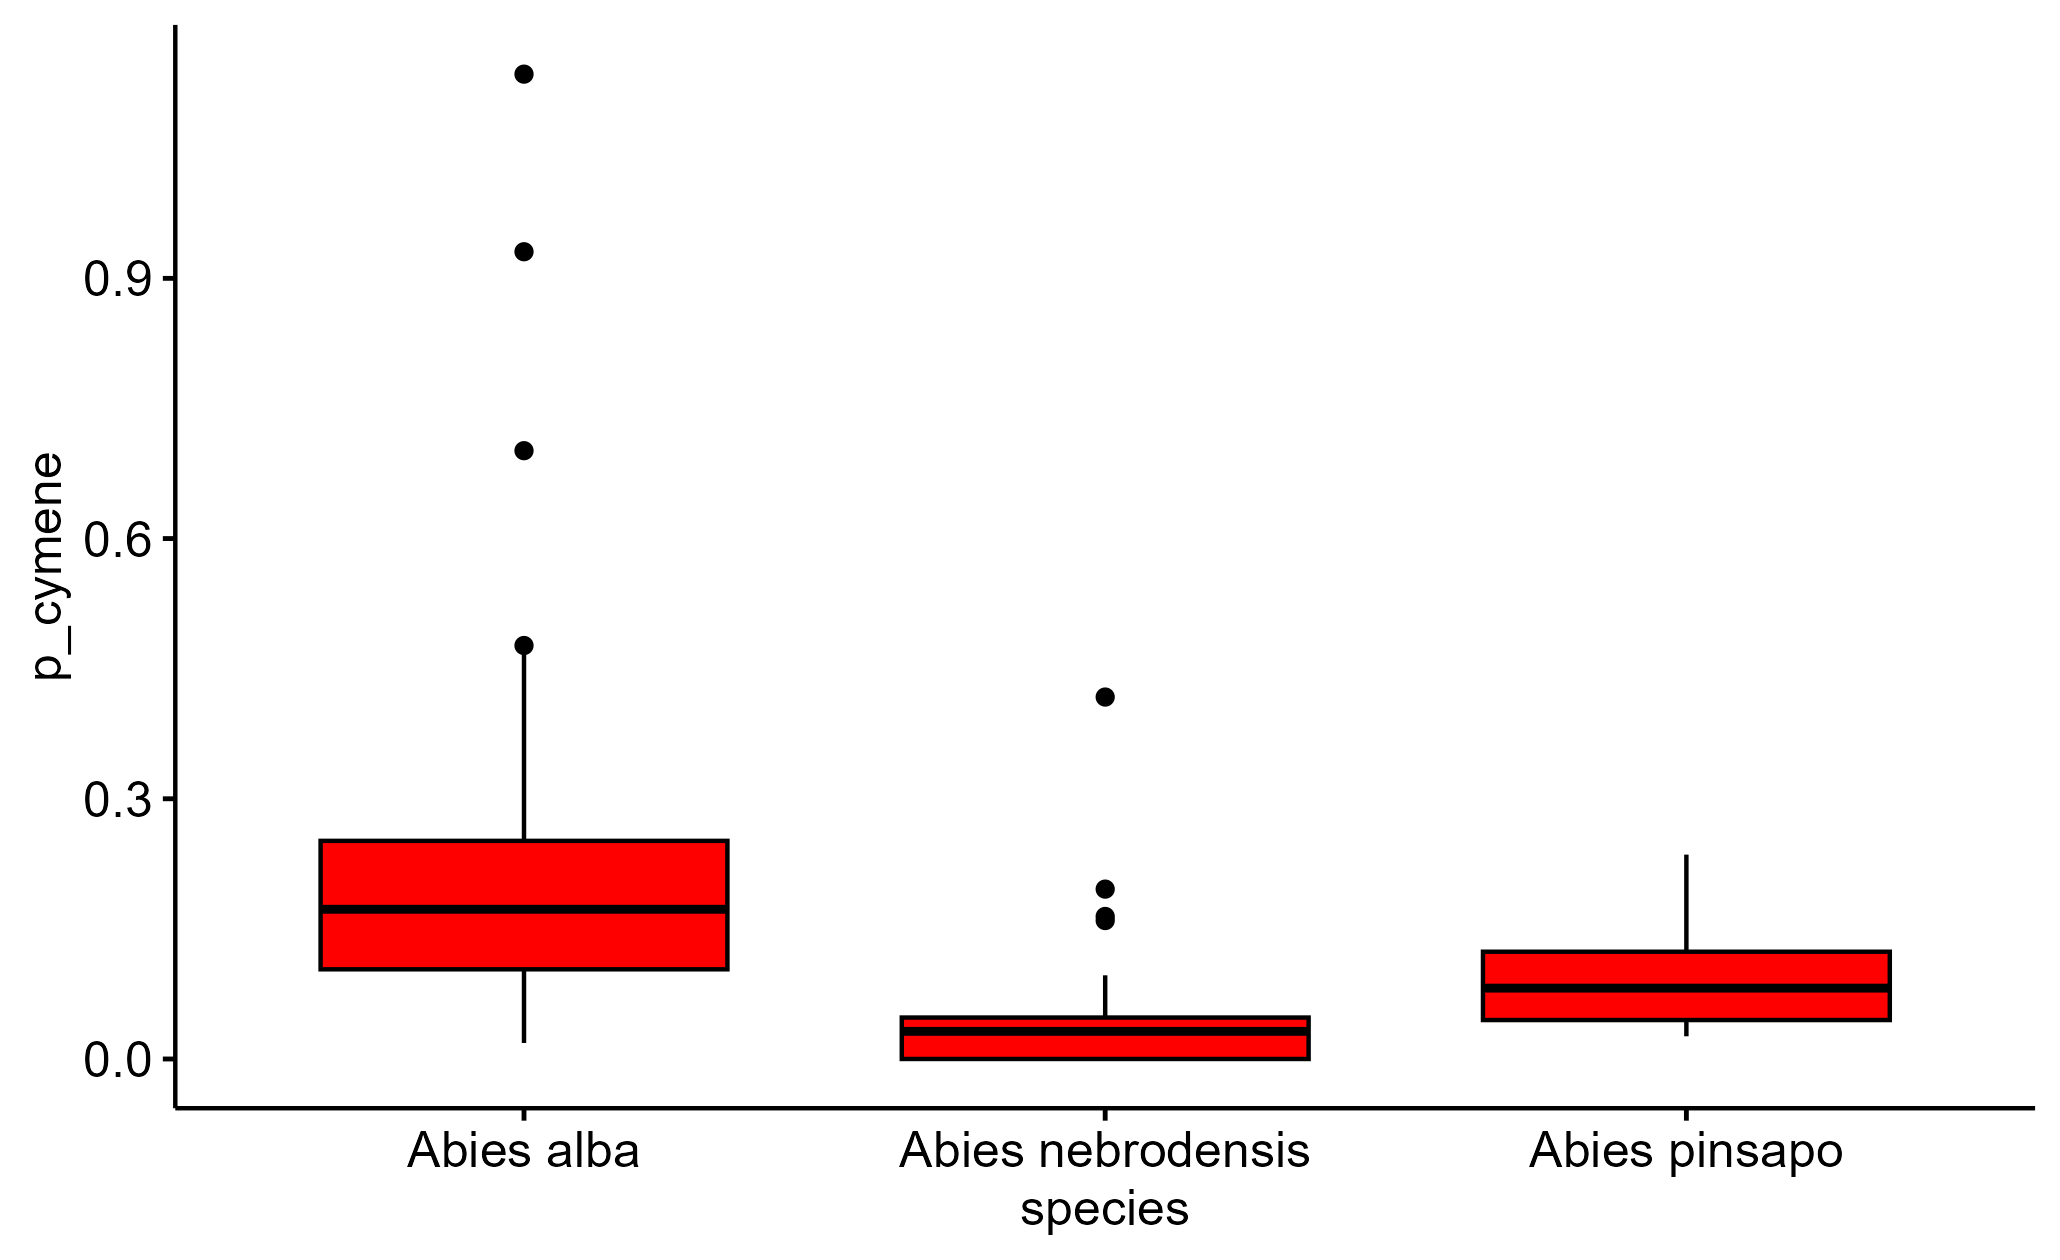 p_cymene
0.9
0.6
0.3
0.0
Abies alba
Abies nebrodensis
Abies pinsapo
species